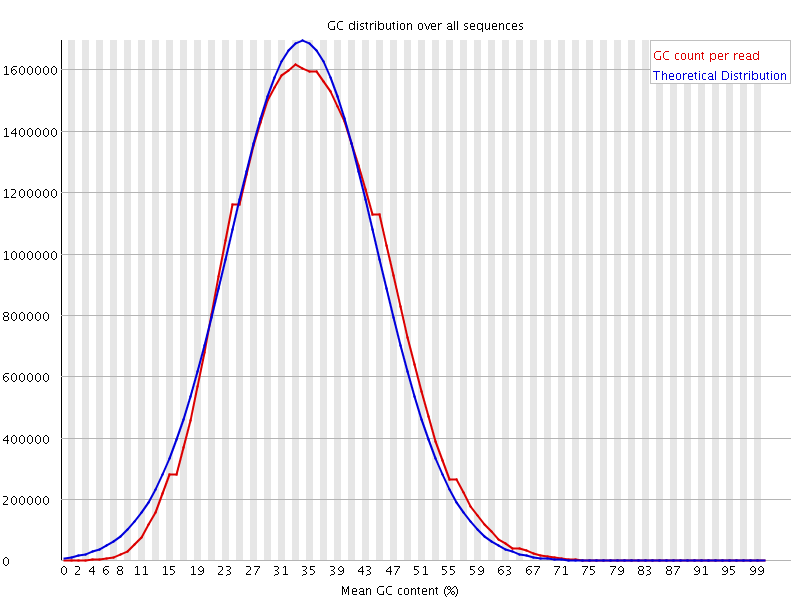 GC distribution over all sequences
GC count per read
Theoretical Distribution
1600000
1400000
1200000
1000000
800000
600000
400000
200000
0
0 2 4 6 8 11 15 19 23 27 31 35 39 43 47 51 55 59 63 67 71 75 79 83 87 91 95 99
Mean GC content (%)